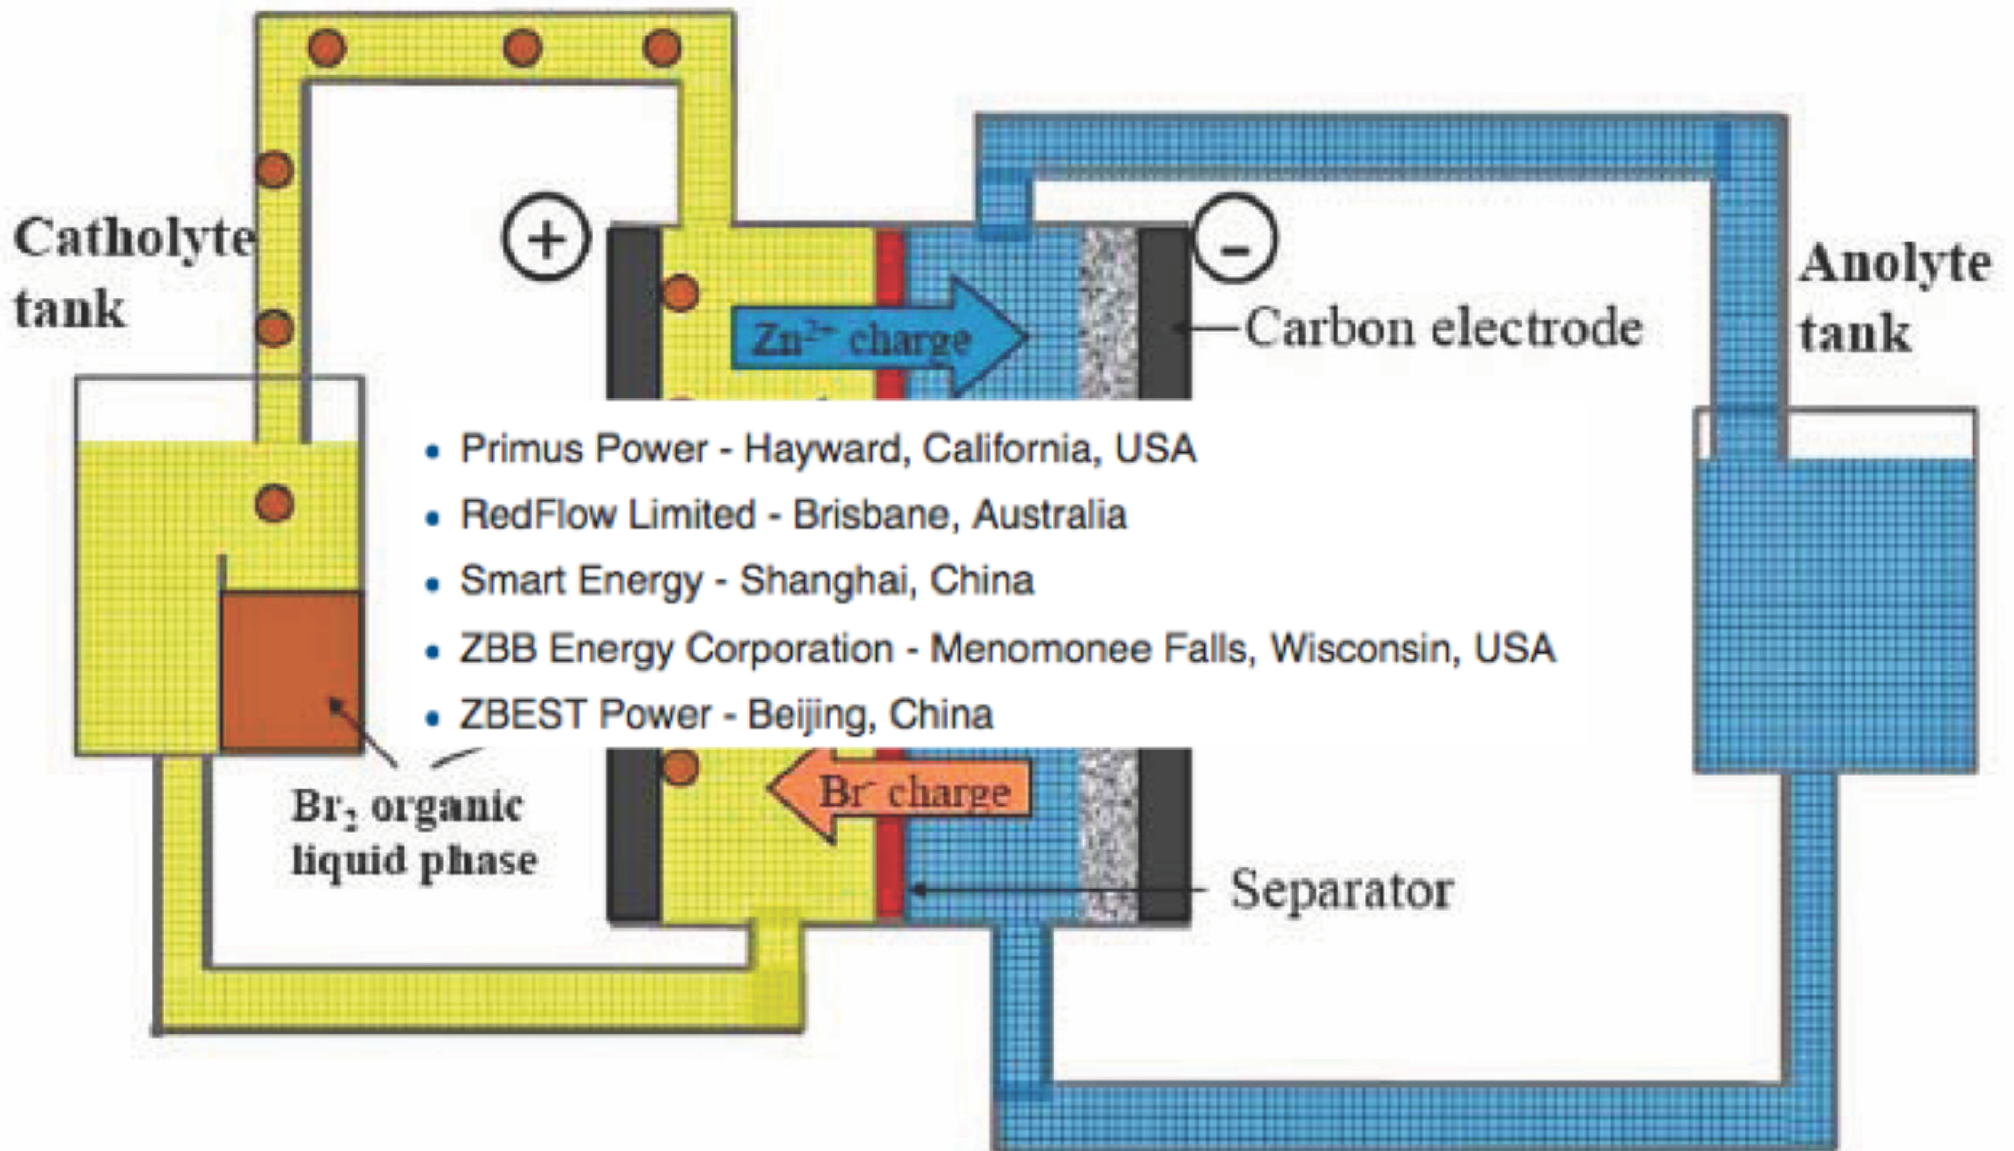 Catholyte
tank
+
-
Anolyte
tank
Zn²⁺ charge
Carbon electrode
• Primus Power - Hayward, California, USA
• RedFlow Limited - Brisbane, Australia
• Smart Energy - Shanghai, China
• ZBB Energy Corporation - Menomonee Falls, Wisconsin, USA
• ZBEST Power - Beijing, China
Br₂ organic
liquid phase
Br⁻ charge
Separator